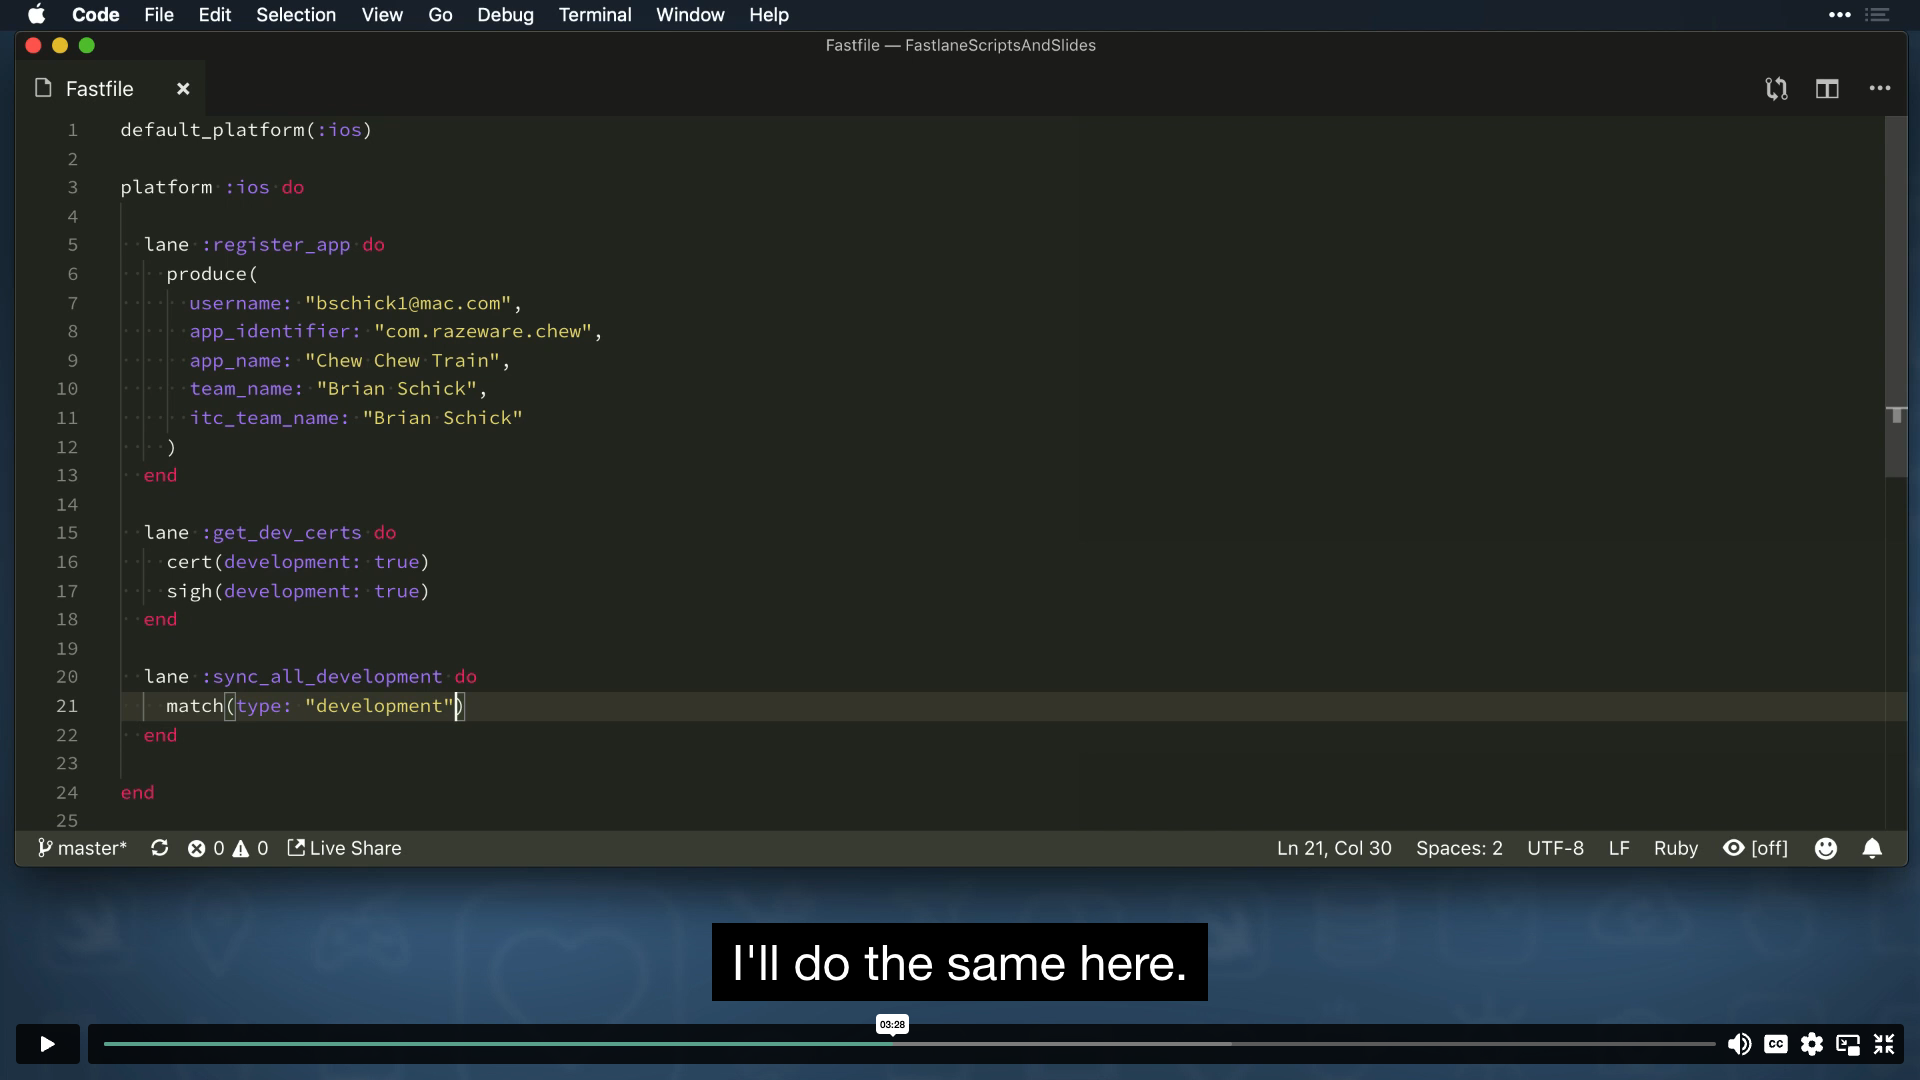 Code File Edit Selection View Go Debug Terminal Window Help
Fastfile — FastlaneScriptsAndSlides
Fastfile
1 default_platform(:ios)
2
3 platform :ios do
4
5 lane :register_app do
6 produce(
7 username: "bschick1@mac.com",
8 app_identifier: "com.razeware.chew",
9 app_name: "Chew Chew Train",
10 team_name: "Brian Schick",
11 itc_team_name: "Brian Schick"
12 )
13 end
14
15 lane :get_dev_certs do
16 cert(development: true)
17 sigh(development: true)
18 end
19
20 lane :sync_all_development do
21 match(type: "development")
22 end
23
24 end
25
master* 0 0 Live Share Ln 21, Col 30 Spaces: 2 UTF-8 LF Ruby [off]
I'll do the same here.
03:28
CC